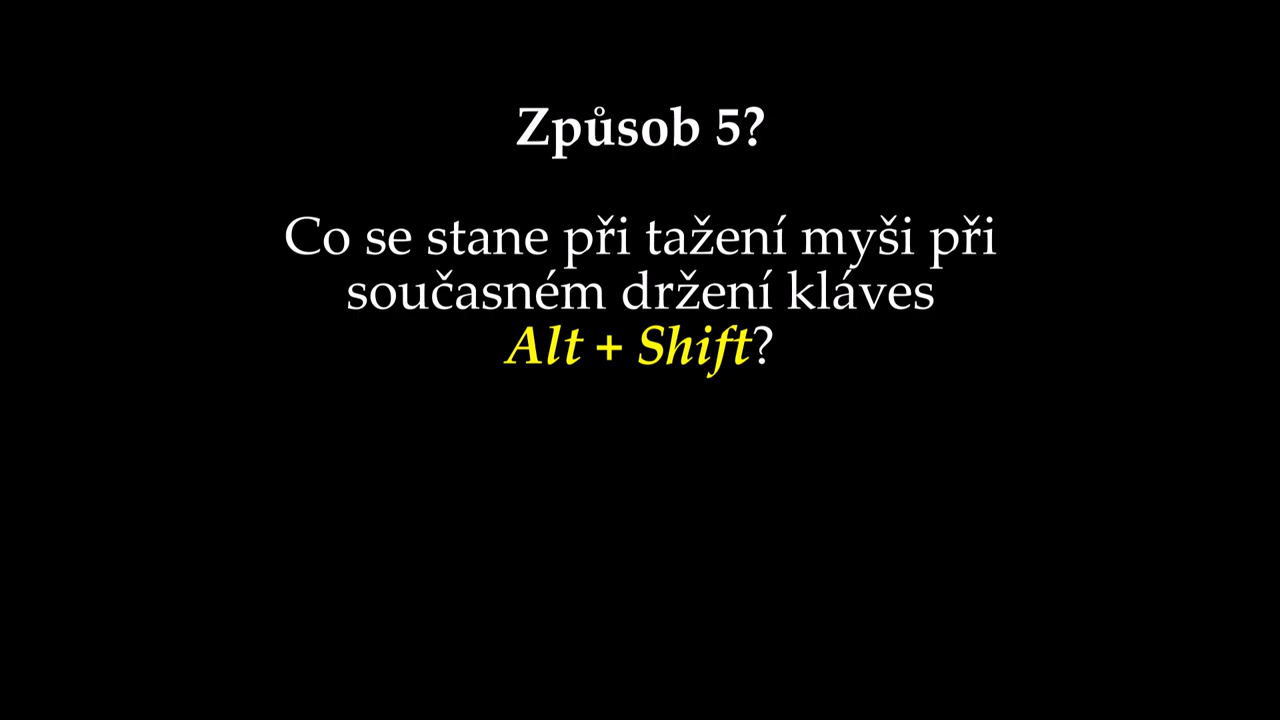 Způsob 5?
Co se stane při tažení myši při
současném držení kláves
Alt + Shift?